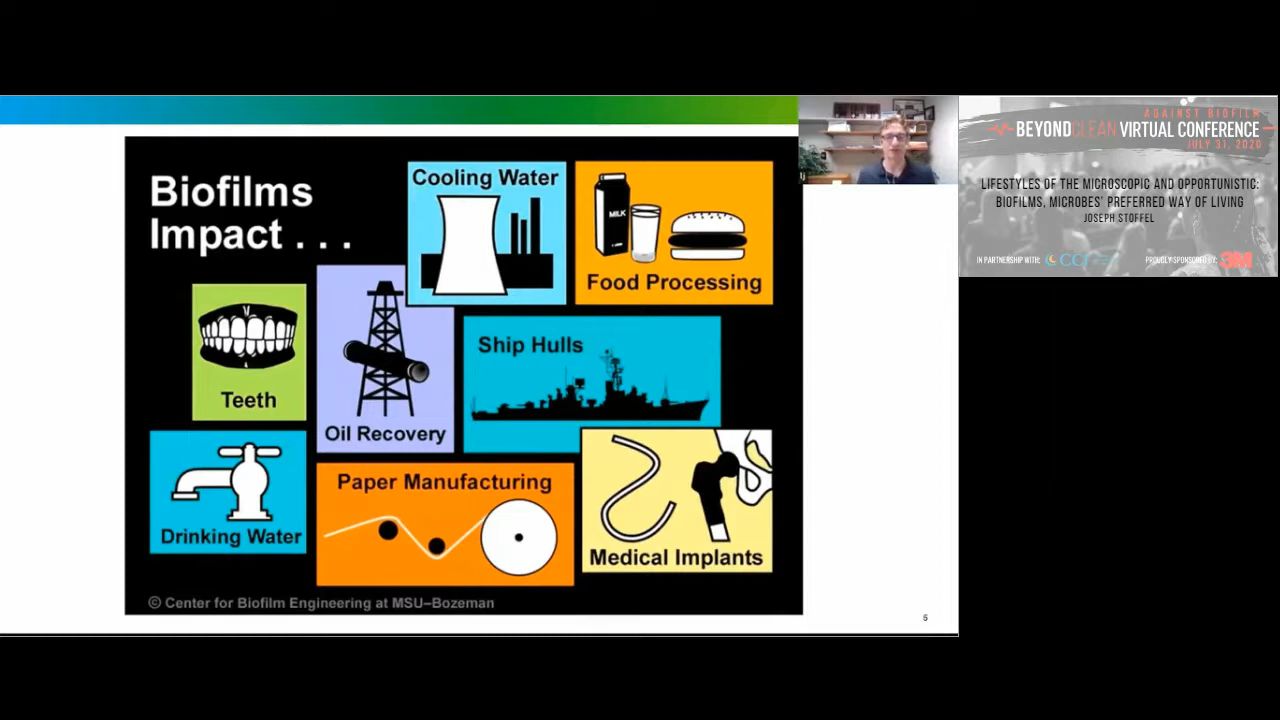 Biofilms
Impact . . .
Cooling Water
MILK
Food Processing
Teeth
Oil Recovery
Ship Hulls
Drinking Water
Paper Manufacturing
Medical Implants
© Center for Biofilm Engineering at MSU–Bozeman
5
AGAINST BIOFILM
BEYONDCLEAN VIRTUAL CONFERENCE
JULY 31, 2020
LIFESTYLES OF THE MICROSCOPIC AND OPPORTUNISTIC:
BIOFILMS, MICROBES' PREFERRED WAY OF LIVING
JOSEPH STOFFEL
IN PARTNERSHIP WITH:
PROUDLY SPONSORED BY: 3M